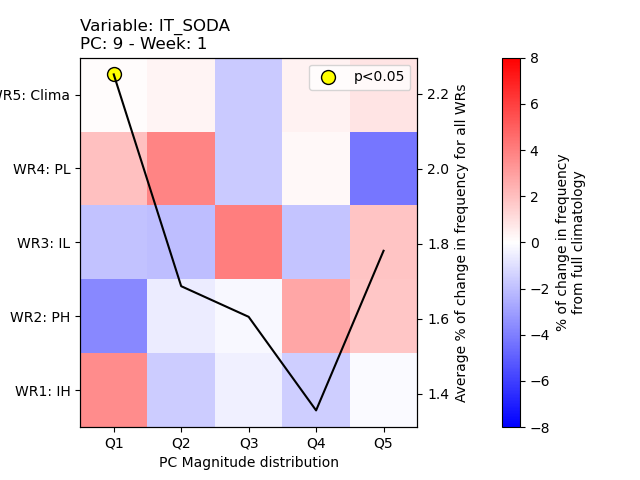 Variable: IT_SODA
PC: 9 - Week: 1
p<0.05
WR5: Clima
WR4: PL
WR3: IL
WR2: PH
WR1: IH
Q1 Q2 Q3 Q4 Q5
PC Magnitude distribution
2.2
2.0
1.8
1.6
1.4
Average % of change in frequency for all WRs
8
6
4
2
0
−2
−4
−6
−8
% of change in frequency
from full climatology